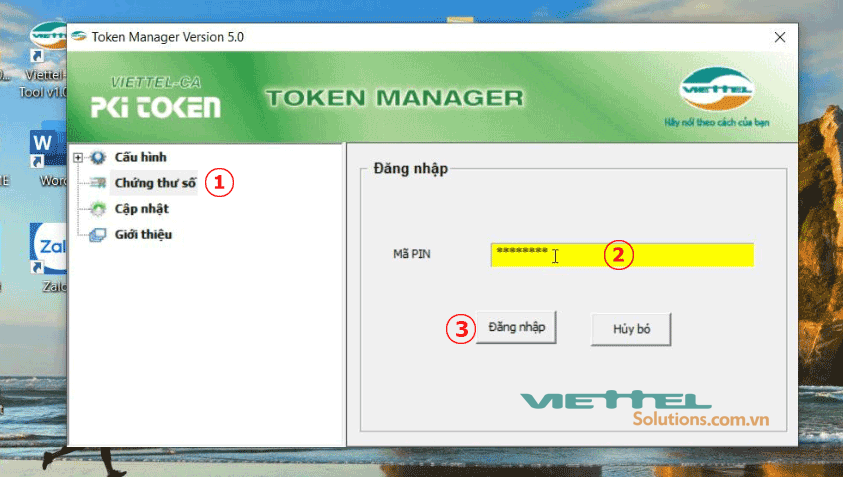 Token Manager Version 5.0
VIETTEL-CA
PKi TOKEN
TOKEN MANAGER
VIETTEL
Hãy nói theo cách của bạn
Viettel-
Tool v1.0
Word
Zal
Zalo
Cấu hình
Chứng thư số
1
Cập nhật
Giới thiệu
Đăng nhập
Mã PIN
********
2
3
Đăng nhập
Hủy bỏ
VIETTEL
Solutions.com.vn